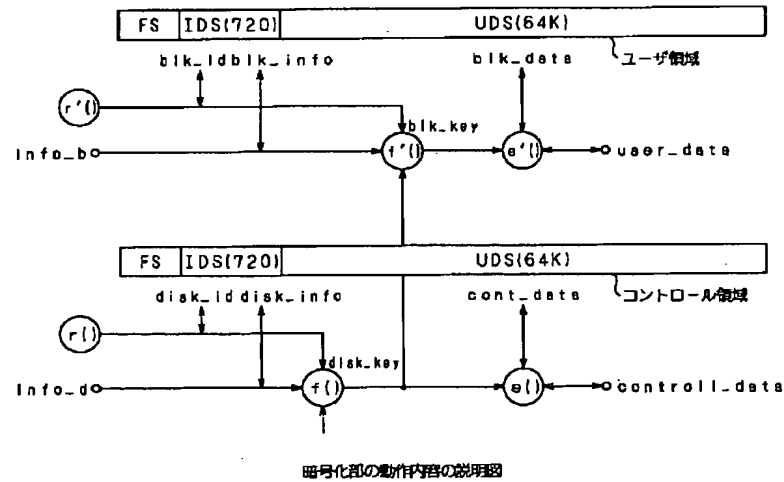 FS IDS(720) UDS(64K)
blk_id blk_info blk_data ユーザ領域
r'()
blk_key
info_b f'() e'() user_data
FS IDS(720) UDS(64K)
disk_id disk_info cont_data コントロール領域
r()
disk_key
info_d f() e() controll_data
暗号化部の動作内容の説明図